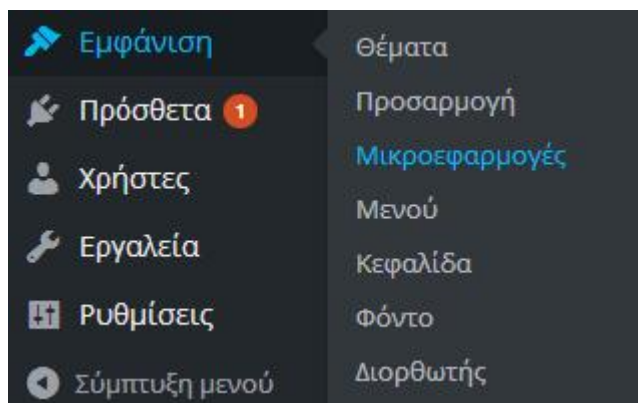 Εμφάνιση
Πρόσθετα 1
Χρήστες
Εργαλεία
Ρυθμίσεις
Σύμπτυξη μενού
Θέματα
Προσαρμογή
Μικροεφαρμογές
Μενού
Κεφαλίδα
Φόντο
Διορθωτής